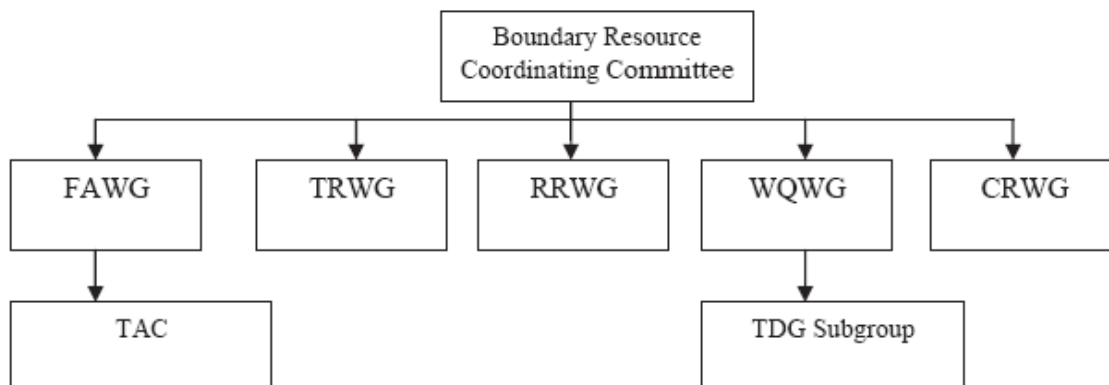 Boundary Resource
Coordinating Committee
FAWG
TRWG
RRWG
WQWG
CRWG
TAC
TDG Subgroup